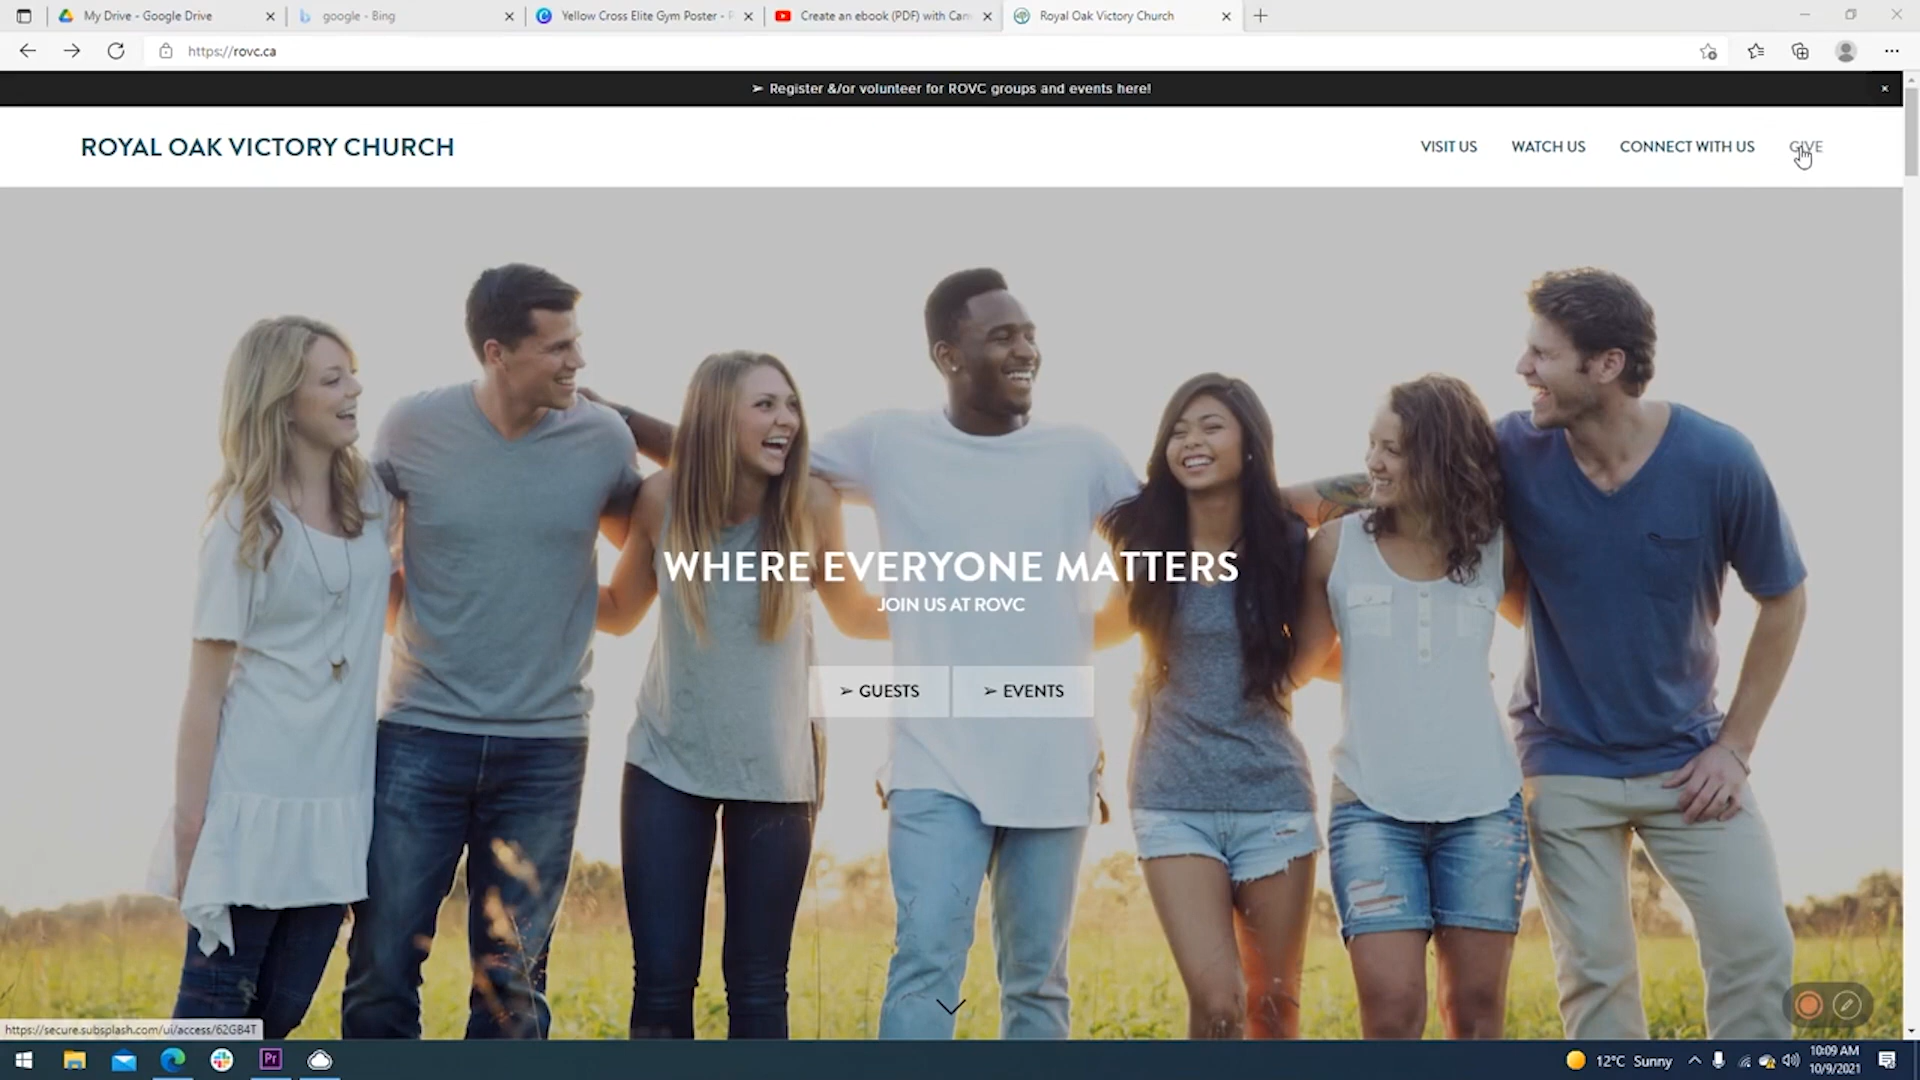 My Drive - Google Drive
google - Bing
Yellow Cross Elite Gym Poster -
Create an ebook (PDF) with Can
Royal Oak Victory Church
https://rovc.ca
➢ Register &/or volunteer for ROVC groups and events here!
ROYAL OAK VICTORY CHURCH
VISIT US
WATCH US
CONNECT WITH US
GIVE
WHERE EVERYONE MATTERS
JOIN US AT ROVC
➢ GUESTS
➢ EVENTS
https://secure.subsplash.com/ui/access/62GB4T
Pr
12°C Sunny
10:09 AM
10/9/2021